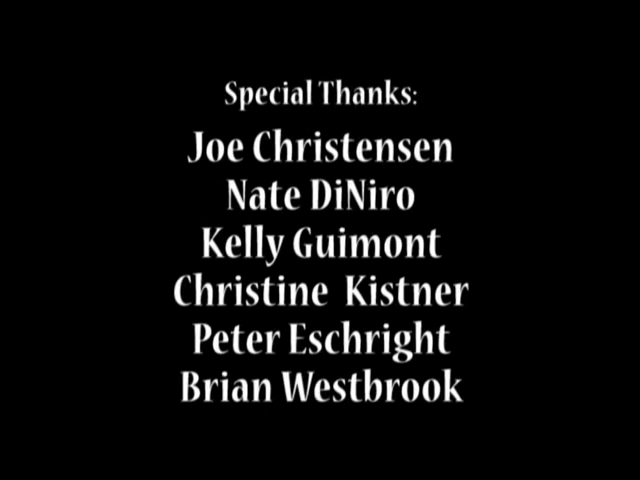 Special Thanks:
Joe Christensen
Nate DiNiro
Kelly Guimont
Christine Kistner
Peter Eschright
Brian Westbrook